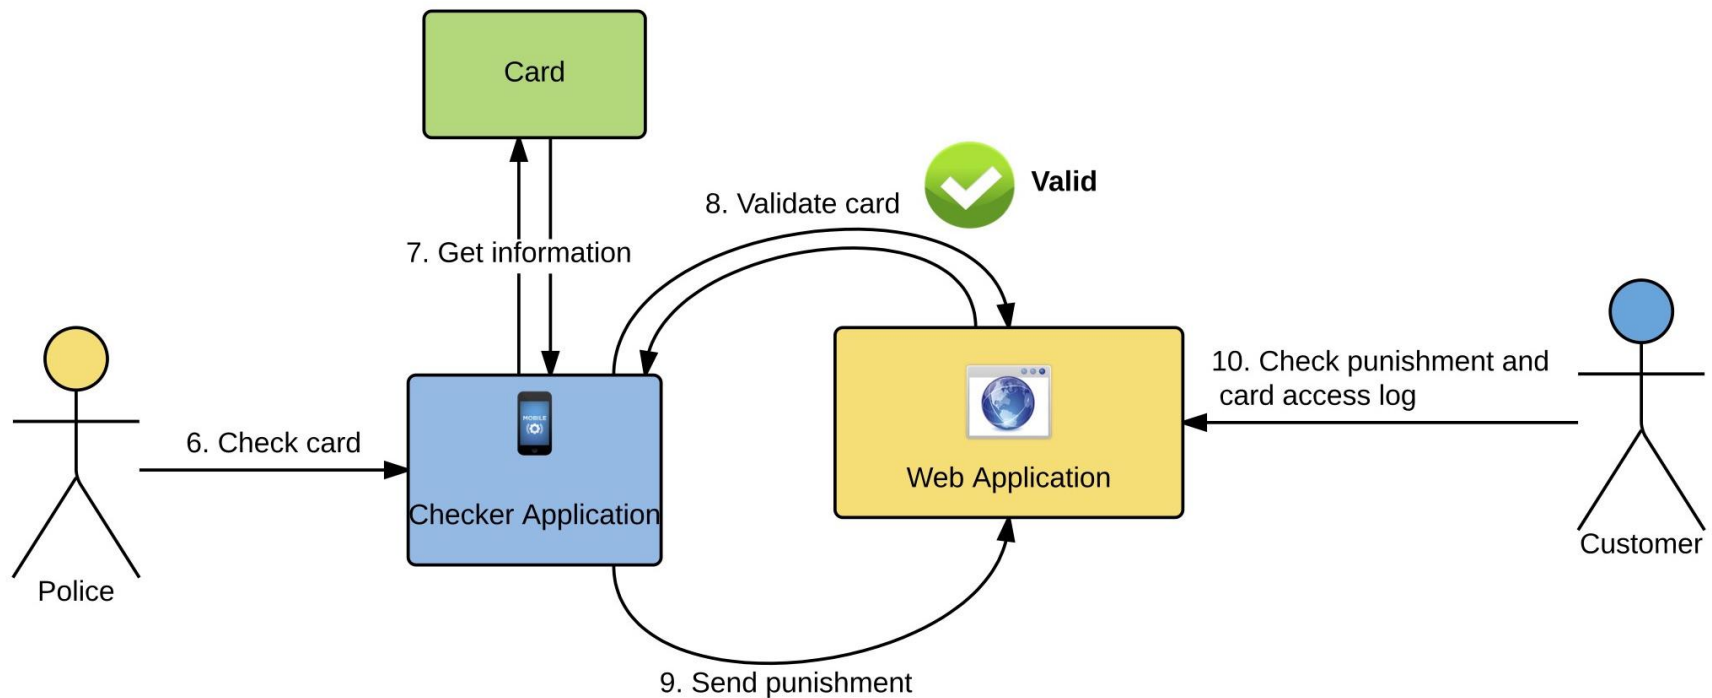 Card
Valid
8. Validate card
7. Get information
10. Check punishment and
card access log
MOBILE
6. Check card
Web Application
Checker Application
Customer
Police
9. Send punishment